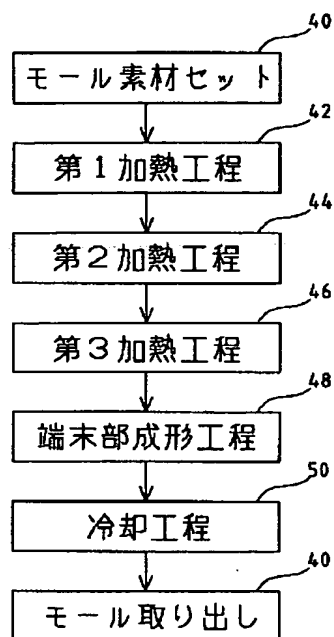 40
モール素材セット
42
第1加熱工程
44
第2加熱工程
46
第3加熱工程
48
端末部成形工程
50
冷却工程
40
モール取り出し